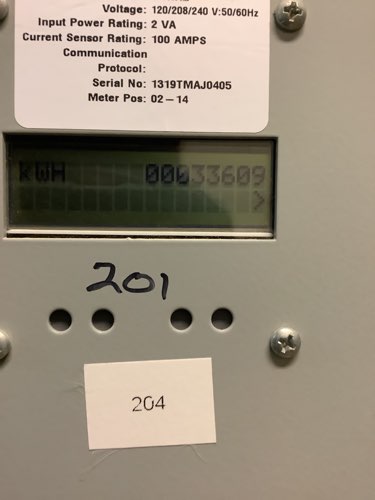 Voltage: 120/208/240 V:50/60Hz
Input Power Rating: 2 VA
Current Sensor Rating: 100 AMPS
Communication
Protocol:
Serial No: 1319TMAJ0405
Meter Pos: 02-14
kWH 00033609
>
201
204